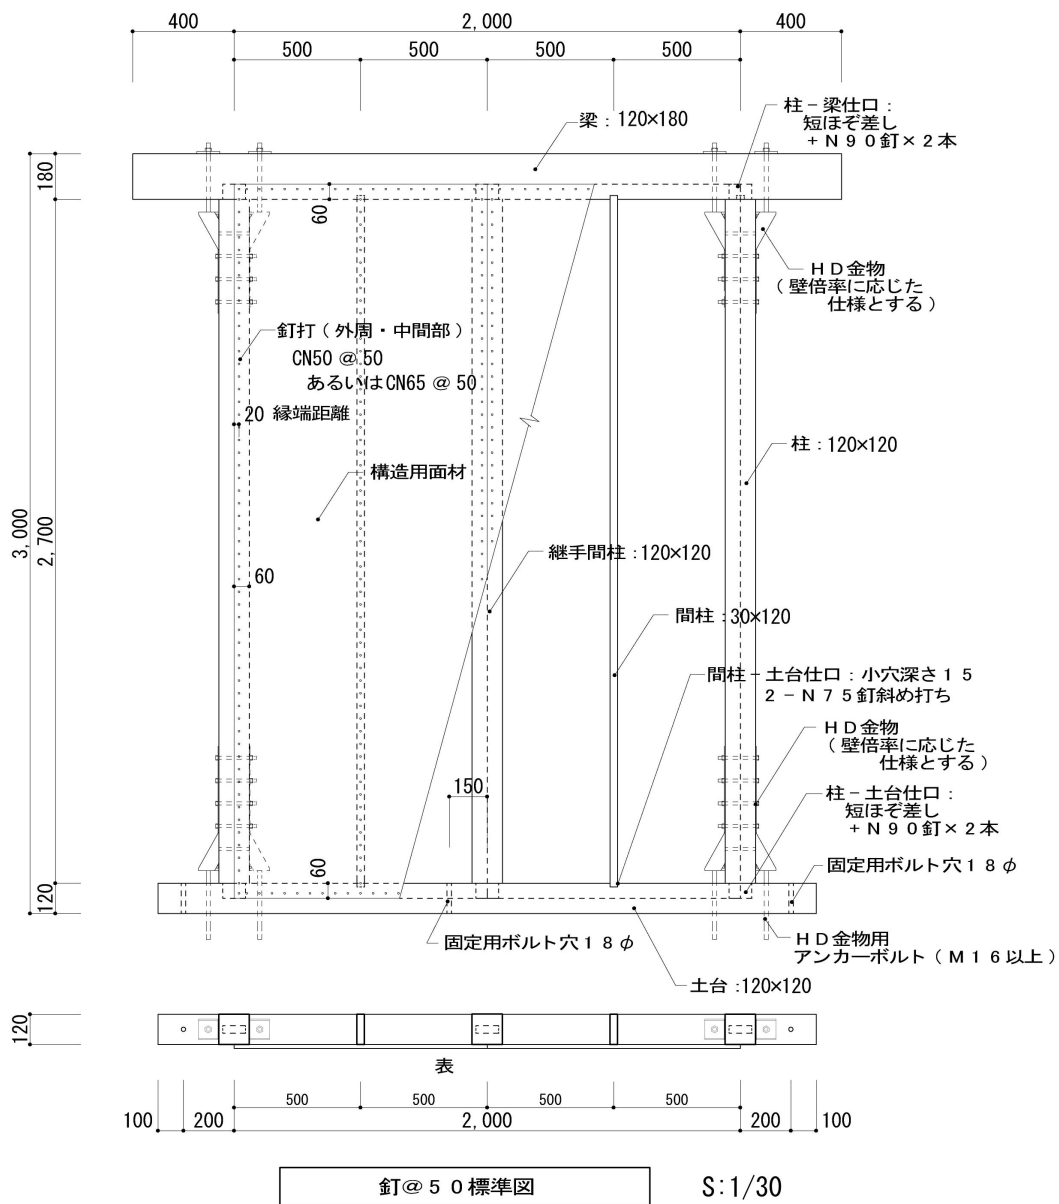 400
2,000
500
500
500
500
梁：120×180
柱－梁仕口：
短ほぞ差し
＋Ｎ９０釘×２本
180
60
ＨＤ金物
（壁倍率に応じた
仕様とする）
釘打（外周・中間部）
CN50 @ 50
あるいはCN65 @ 50
20 縁端距離
柱：120×120
構造用面材
3,000
2,700
継手間柱：120×120
60
間柱：30×120
間柱－土台仕口：小穴深さ１５
２－Ｎ７５釘斜め打ち
ＨＤ金物
（壁倍率に応じた
仕様とする）
150
柱－土台仕口：
短ほぞ差し
＋Ｎ９０釘×２本
60
固定用ボルト穴１８φ
120
固定用ボルト穴１８φ
ＨＤ金物用
アンカーボルト（Ｍ１６以上）
土台：120×120
120
表
500
500
500
500
100
200
2,000
200
100
釘＠５０標準図
S:1/30